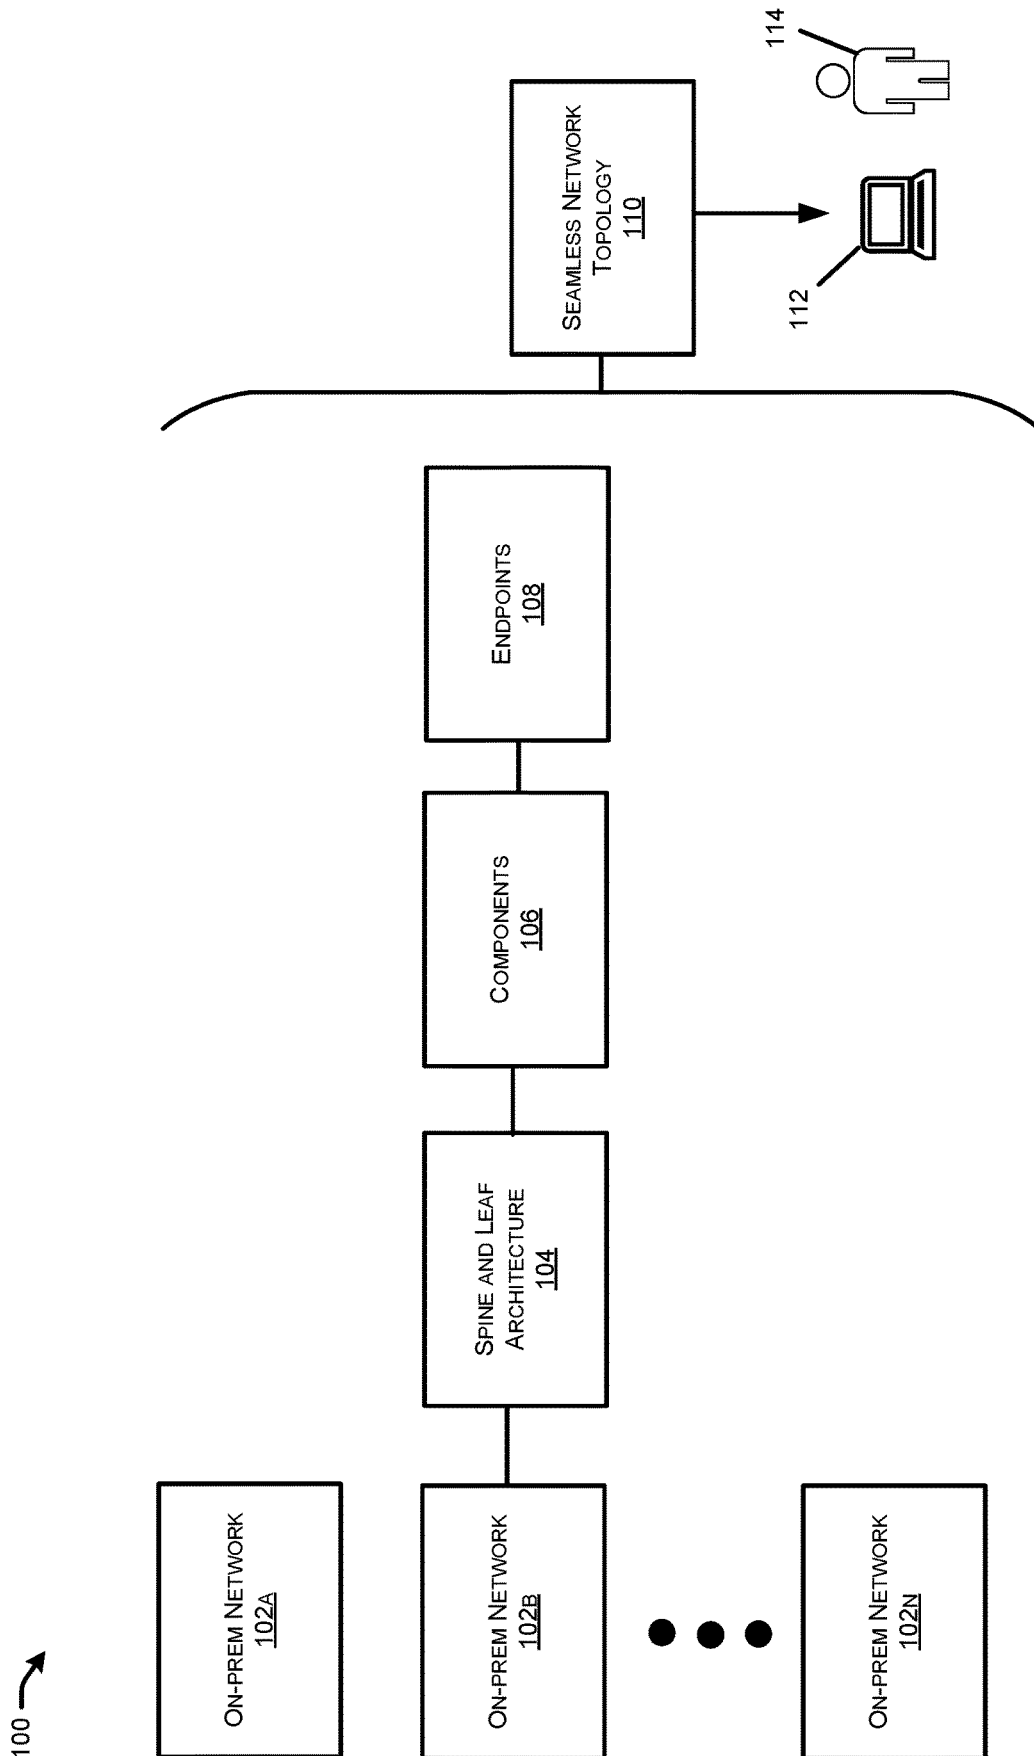 100
ON-PREM NETWORK
102A
ON-PREM NETWORK
102B
ON-PREM NETWORK
102N
SPINE AND LEAF
ARCHITECTURE
104
COMPONENTS
106
ENDPOINTS
108
SEAMLESS NETWORK
TOPOLOGY
110
112
114